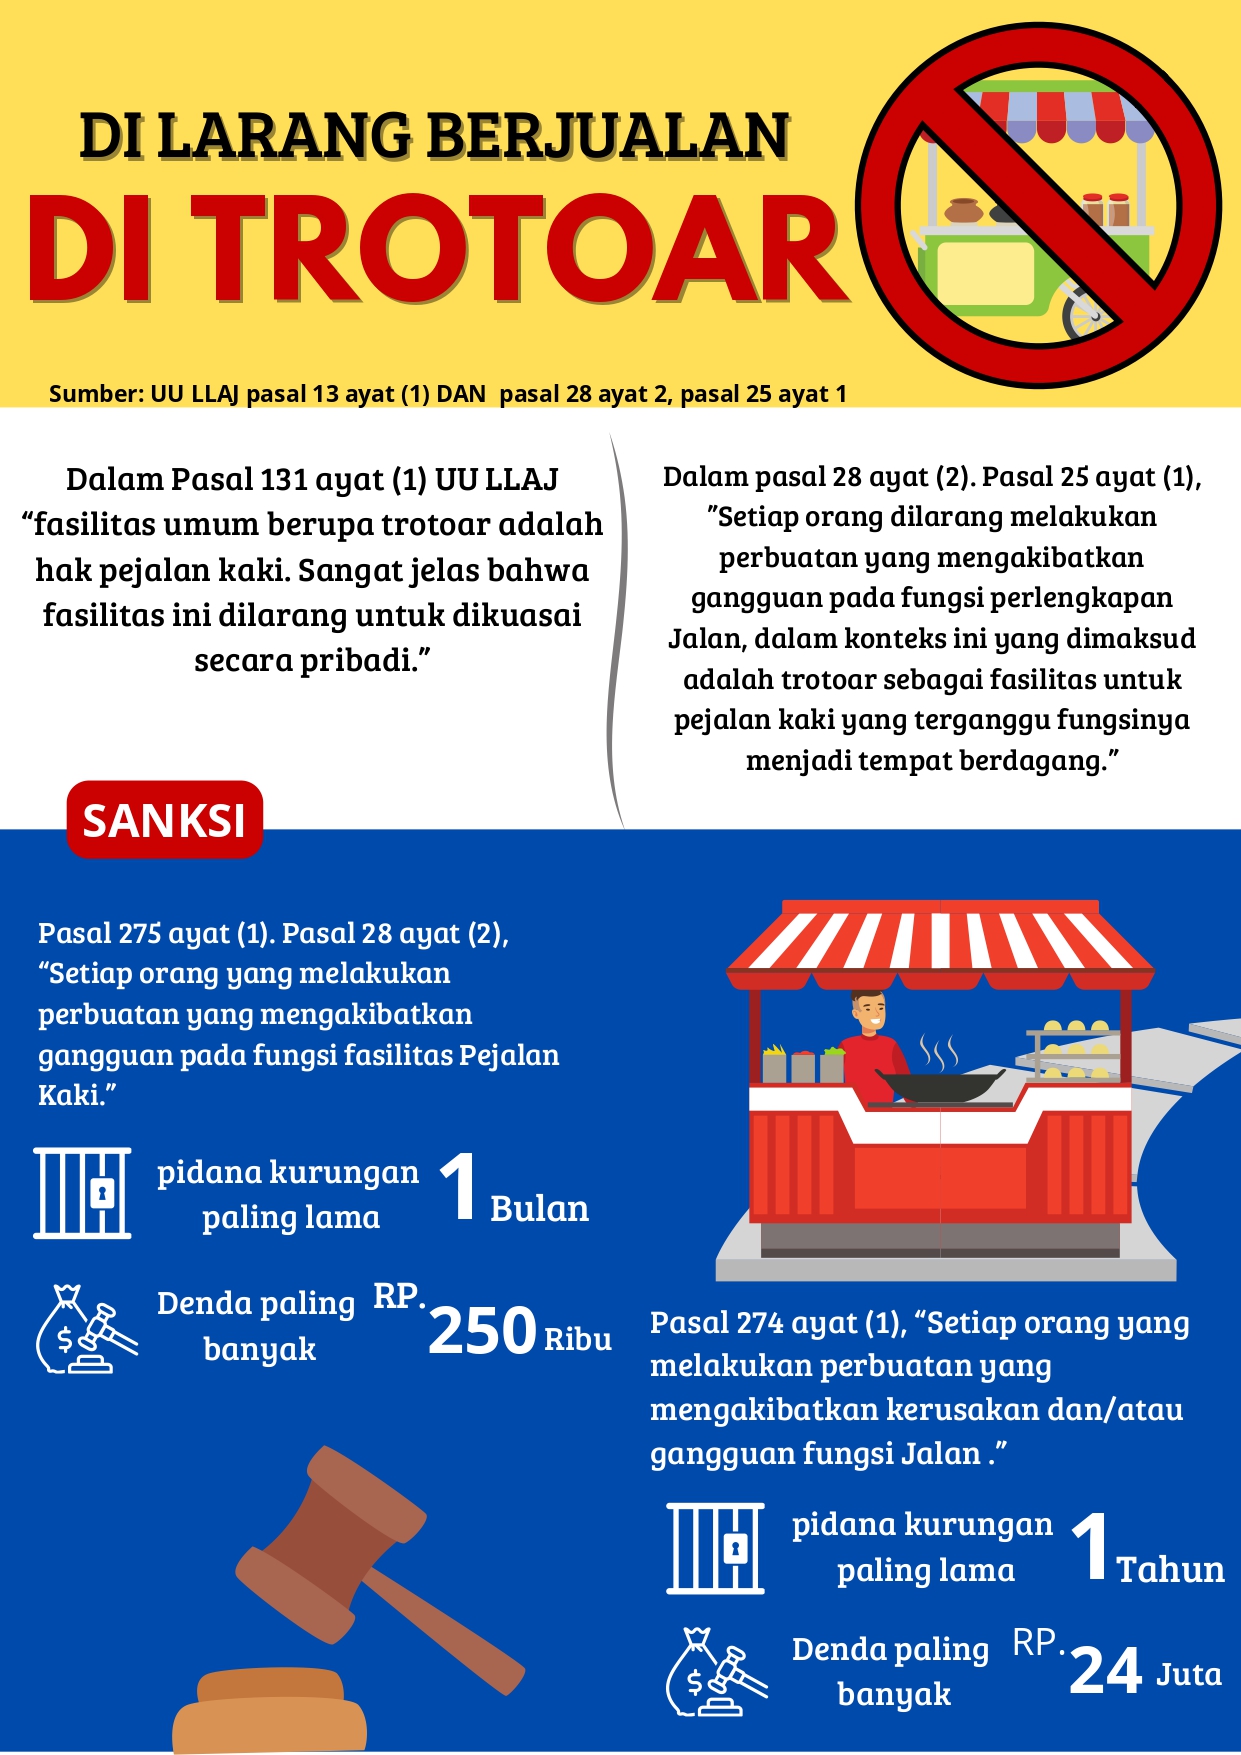 DI LARANG BERJUALAN
DI TROTOAR
Sumber: UU LLAJ pasal 13 ayat (1) DAN  pasal 28 ayat 2, pasal 25 ayat 1
Dalam Pasal 131 ayat (1) UU LLAJ
“fasilitas umum berupa trotoar adalah
hak pejalan kaki. Sangat jelas bahwa
fasilitas ini dilarang untuk dikuasai
secara pribadi.”
Dalam pasal 28 ayat (2). Pasal 25 ayat (1),
”Setiap orang dilarang melakukan
perbuatan yang mengakibatkan
gangguan pada fungsi perlengkapan
Jalan, dalam konteks ini yang dimaksud
adalah trotoar sebagai fasilitas untuk
pejalan kaki yang terganggu fungsinya
menjadi tempat berdagang.”
SANKSI
Pasal 275 ayat (1). Pasal 28 ayat (2),
“Setiap orang yang melakukan
perbuatan yang mengakibatkan
gangguan pada fungsi fasilitas Pejalan
Kaki.”
pidana kurungan
paling lama
1 Bulan
Denda paling
banyak
RP. 250 Ribu
$
Pasal 274 ayat (1), “Setiap orang yang
melakukan perbuatan yang
mengakibatkan kerusakan dan/atau
gangguan fungsi Jalan .”
pidana kurungan
paling lama
1 Tahun
Denda paling
banyak
RP. 24 Juta
$